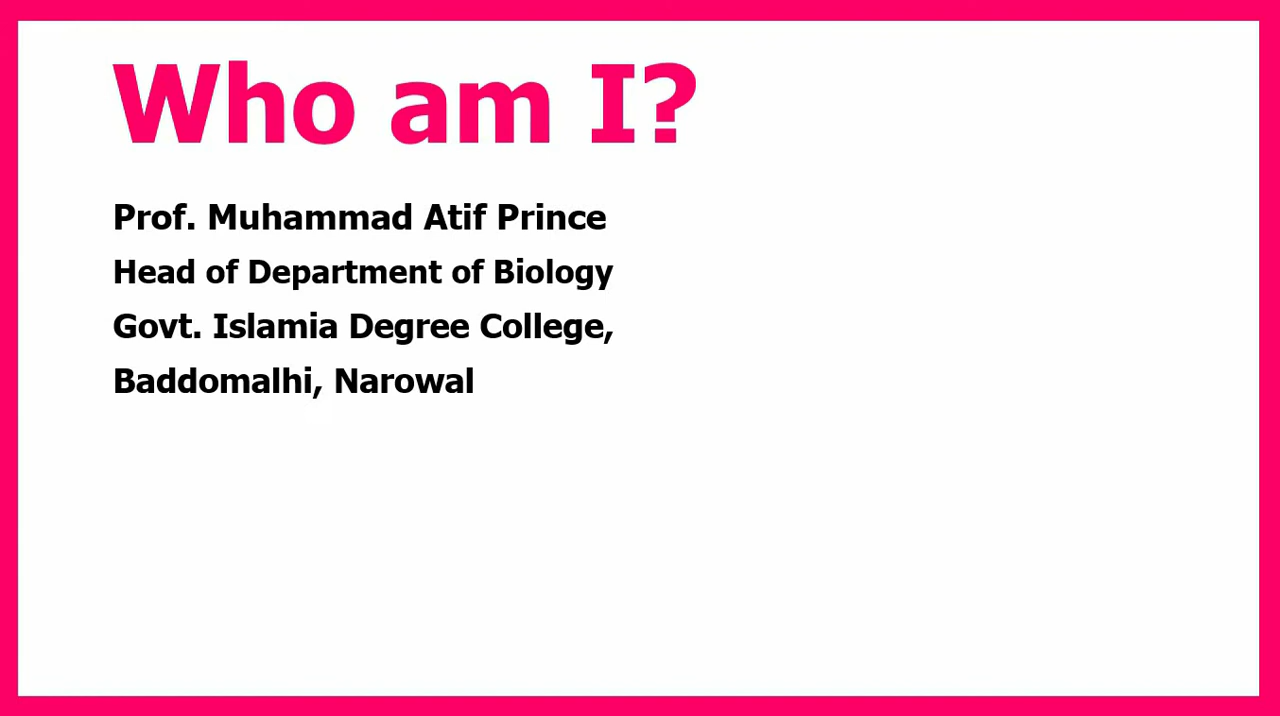 Who am I?
Prof. Muhammad Atif Prince
Head of Department of Biology
Govt. Islamia Degree College,
Baddomalhi, Narowal